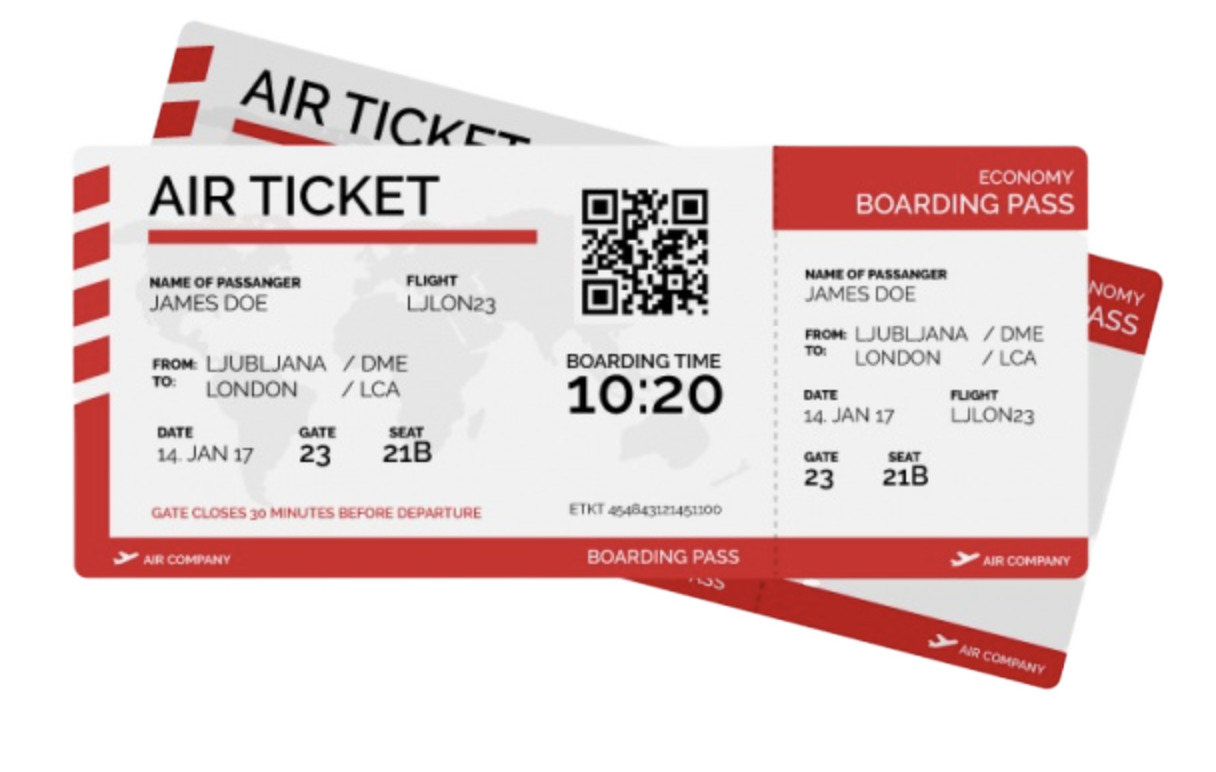 AIR TICKET
AIR TICKET
NAME OF PASSANGER
JAMES DOE
FLIGHT
LJLON23
FROM: LJUBLJANA / DME
TO: LONDON / LCA
DATE
14. JAN 17
GATE
23
SEAT
21B
GATE CLOSES 30 MINUTES BEFORE DEPARTURE
AIR COMPANY
BOARDING TIME
10:20
ETKT 454843121451100
BOARDING PASS
ECONOMY
BOARDING PASS
NAME OF PASSANGER
JAMES DOE
FROM: LJUBLJANA / DME
TO: LONDON / LCA
DATE
14. JAN 17
FLIGHT
LJLON23
GATE
23
SEAT
21B
AIR COMPANY
NOMY
PASS
ASS
AIR COMPANY